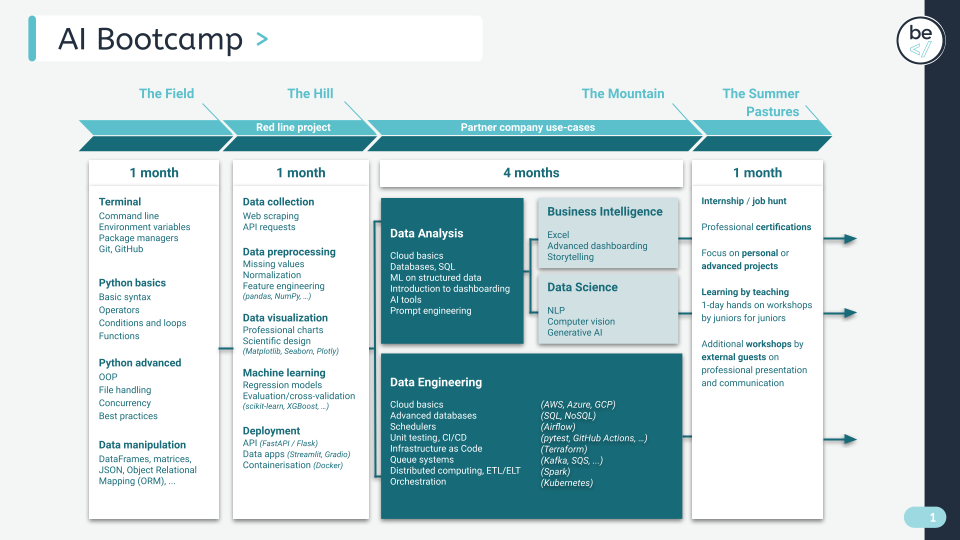 AI Bootcamp >
be
</>
The Field
The Hill
The Mountain
The Summer
Pastures
Red line project
Partner company use-cases
1 month
Terminal
Command line
Environment variables
Package managers
Git, GitHub
Python basics
Basic syntax
Operators
Conditions and loops
Functions
Python advanced
OOP
File handling
Concurrency
Best practices
Data manipulation
DataFrames, matrices,
JSON, Object Relational
Mapping (ORM), ...
1 month
Data collection
Web scraping
API requests
Data preprocessing
Missing values
Normalization
Feature engineering
(pandas, NumPy, ...)
Data visualization
Professional charts
Scientific design
(Matplotlib, Seaborn, Plotly)
Machine learning
Regression models
Evaluation/cross-validation
(scikit-learn, XGBoost, ...)
Deployment
API (FastAPI / Flask)
Data apps (Streamlit, Gradio)
Containerisation (Docker)
4 months
Data Analysis
Cloud basics
Databases, SQL
ML on structured data
Introduction to dashboarding
AI tools
Prompt engineering
Business Intelligence
Excel
Advanced dashboarding
Storytelling
Data Science
NLP
Computer vision
Generative AI
Data Engineering
Cloud basics (AWS, Azure, GCP)
Advanced databases (SQL, NoSQL)
Schedulers (Airflow)
Unit testing, CI/CD (pytest, GitHub Actions, ...)
Infrastructure as Code (Terraform)
Queue systems (Kafka, SQS, ...)
Distributed computing, ETL/ELT (Spark)
Orchestration (Kubernetes)
1 month
Internship / job hunt
Professional certifications
Focus on personal or
advanced projects
Learning by teaching
1-day hands on workshops
by juniors for juniors
Additional workshops by
external guests on
professional presentation
and communication
1